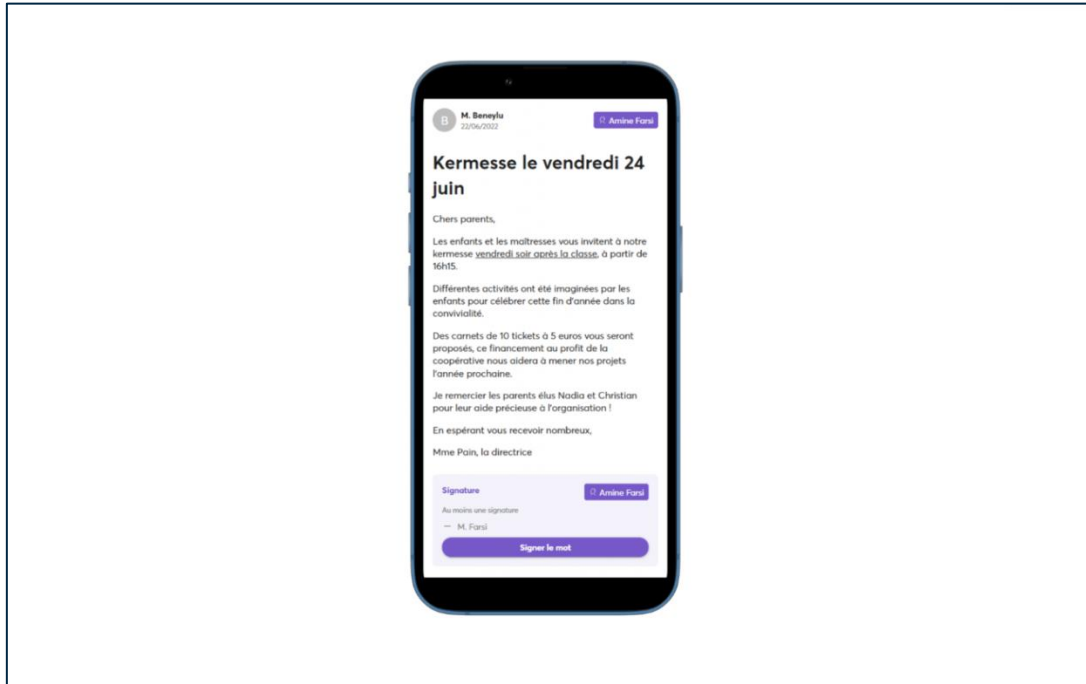 B
M. Beneylu
22/06/2022
Amine Farsi
Kermesse le vendredi 24
juin
Chers parents,
Les enfants et les maîtresses vous invitent à notre
kermesse vendredi soir après la classe, à partir de
16h15.
Différentes activités ont été imaginées par les
enfants pour célébrer cette fin d'année dans la
convivialité.
Des carnets de 10 tickets à 5 euros vous seront
proposés, ce financement au profit de la
coopérative nous aidera à mener nos projets
l'année prochaine.
Je remercier les parents élus Nadia et Christian
pour leur aide précieuse à l'organisation !
En espérant vous recevoir nombreux,
Mme Pain, la directrice
Signature
Amine Farsi
Au moins une signature
— M. Farsi
Signer le mot